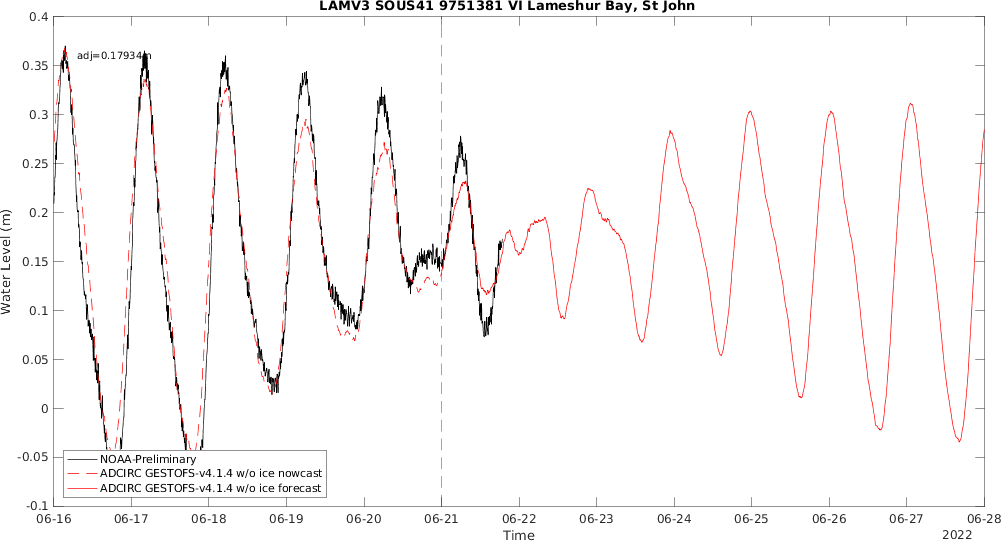 LAMV3 SOUS41 9751381 VI Lameshur Bay, St John
adj=0.17934m
Water Level (m)
0.4
0.35
0.3
0.25
0.2
0.15
0.1
0.05
0
-0.05
-0.1
NOAA-Preliminary
ADCIRC GESTOFS-v4.1.4 w/o ice nowcast
ADCIRC GESTOFS-v4.1.4 w/o ice forecast
06-16 06-17 06-18 06-19 06-20 06-21 06-22 06-23 06-24 06-25 06-26 06-27 06-28
Time
2022